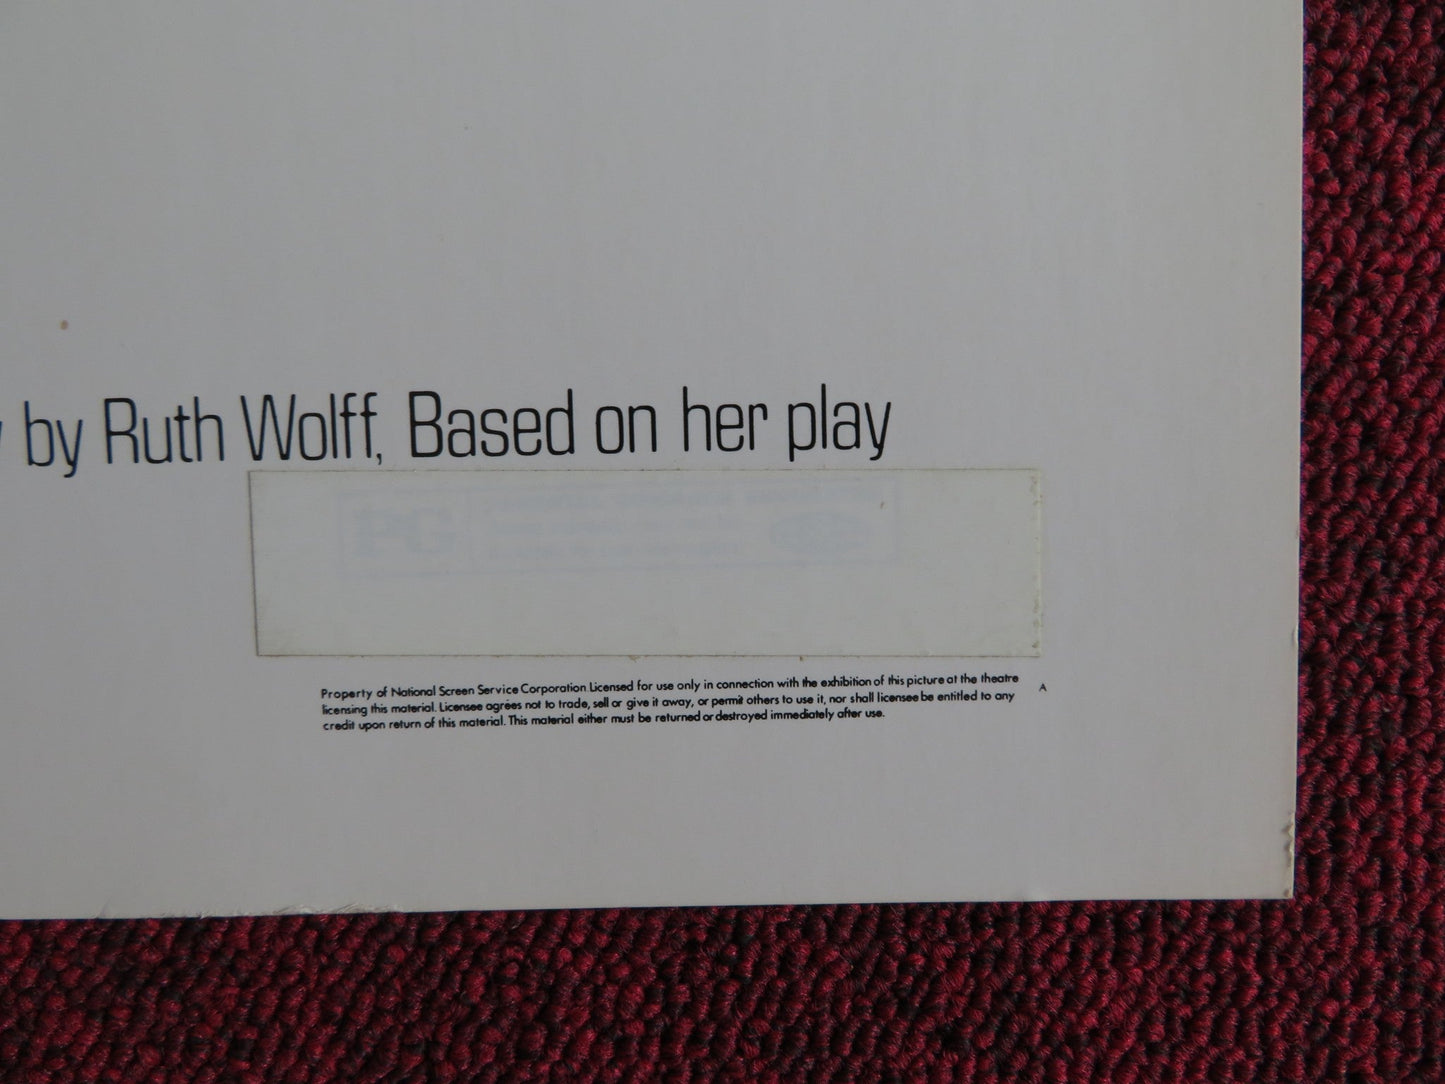 by Ruth Wolff, Based on her play
PG
Property of National Screen Service Corporation. Licensed for use only in connection with the exhibition of this picture at the theatre
licensing this material. Licensee agrees not to trade, sell or give it away, or permit others to use it, nor shall licensee be entitled to any
credit upon return of this material. This material either must be returned or destroyed immediately after use.
A